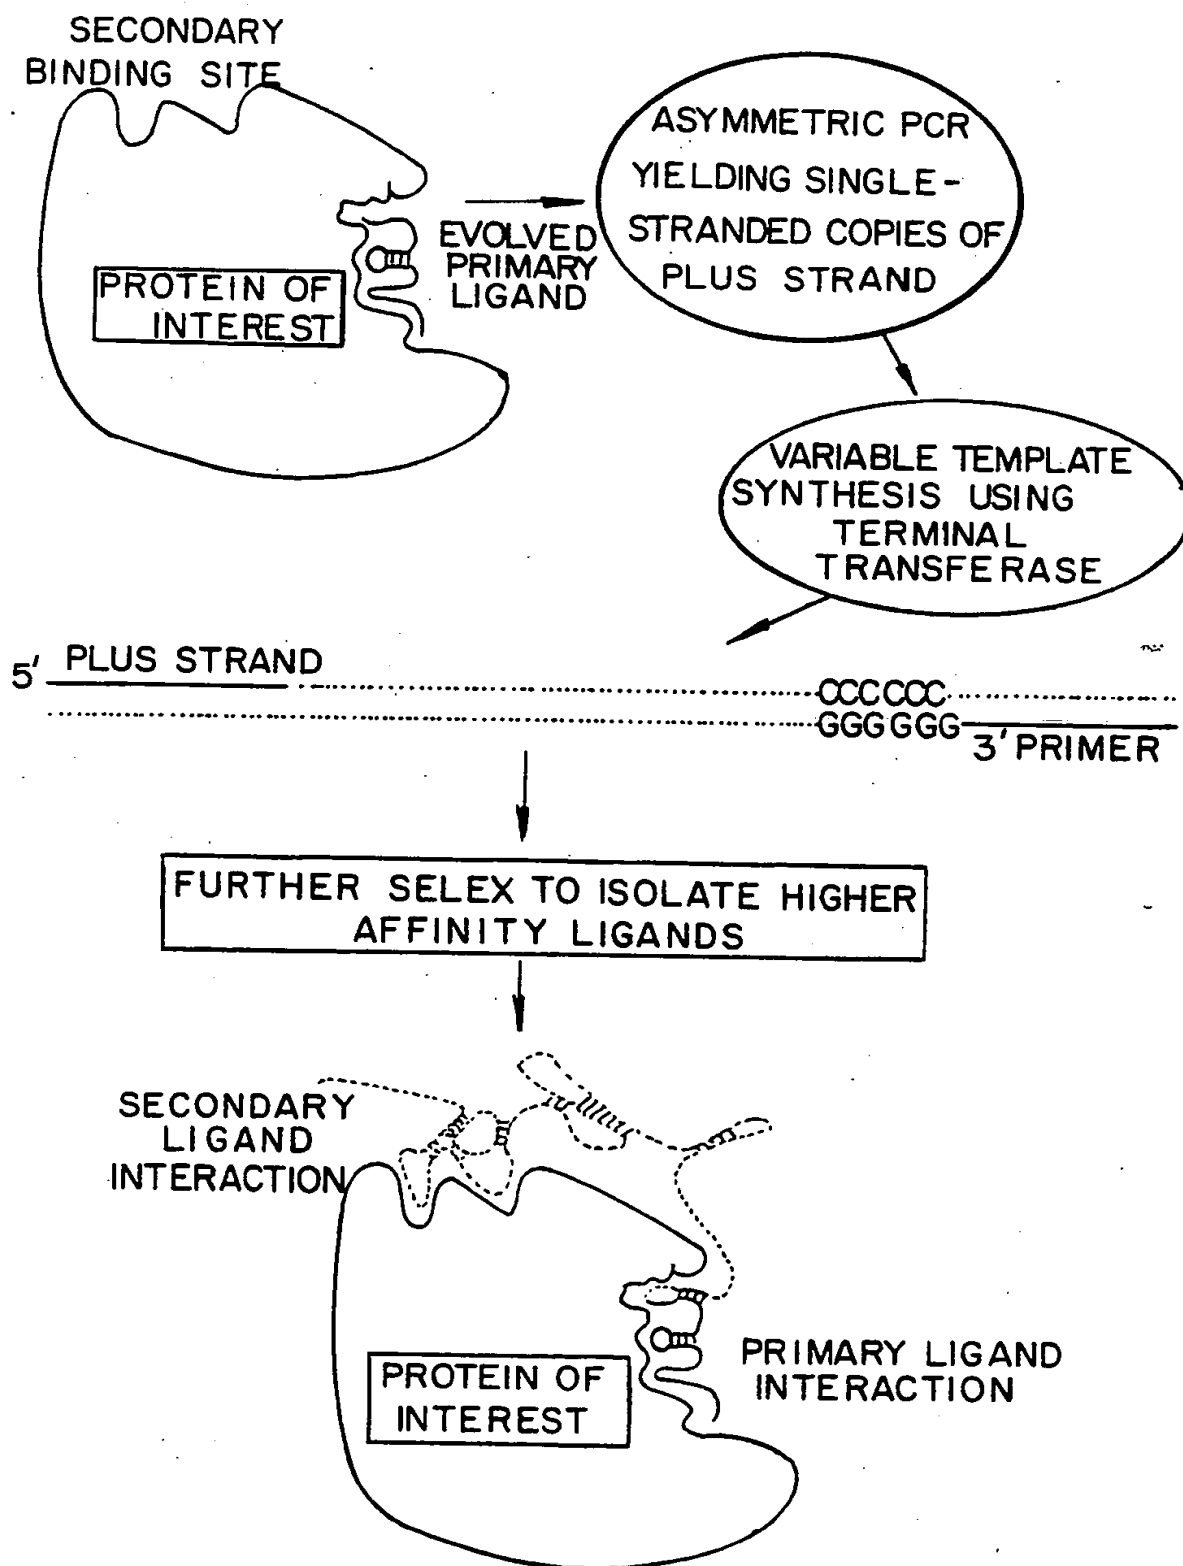 SECONDARY
BINDING SITE
PROTEIN OF
INTEREST
EVOLVED
PRIMARY
LIGAND
ASYMMETRIC PCR
YIELDING SINGLE-
STRANDED COPIES OF
PLUS STRAND
VARIABLE TEMPLATE
SYNTHESIS USING
TERMINAL
TRANSFERASE
5' PLUS STRAND
CCCCCC
GGGGGG
3' PRIMER
FURTHER SELEX TO ISOLATE HIGHER
AFFINITY LIGANDS
SECONDARY
LIGAND
INTERACTION
PROTEIN OF
INTEREST
PRIMARY LIGAND
INTERACTION